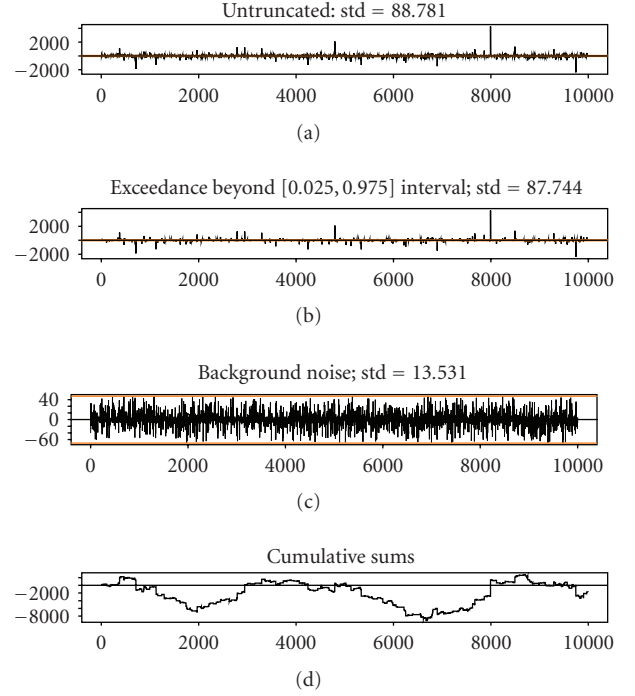 Untruncated: std = 88.781
2000
−2000
0 2000 4000 6000 8000 10000
(a)
Exceedance beyond [0.025, 0.975] interval; std = 87.744
2000
−2000
0 2000 4000 6000 8000 10000
(b)
Background noise; std = 13.531
40
0
−60
0 2000 4000 6000 8000 10000
(c)
Cumulative sums
−2000
−8000
0 2000 4000 6000 8000 10000
(d)